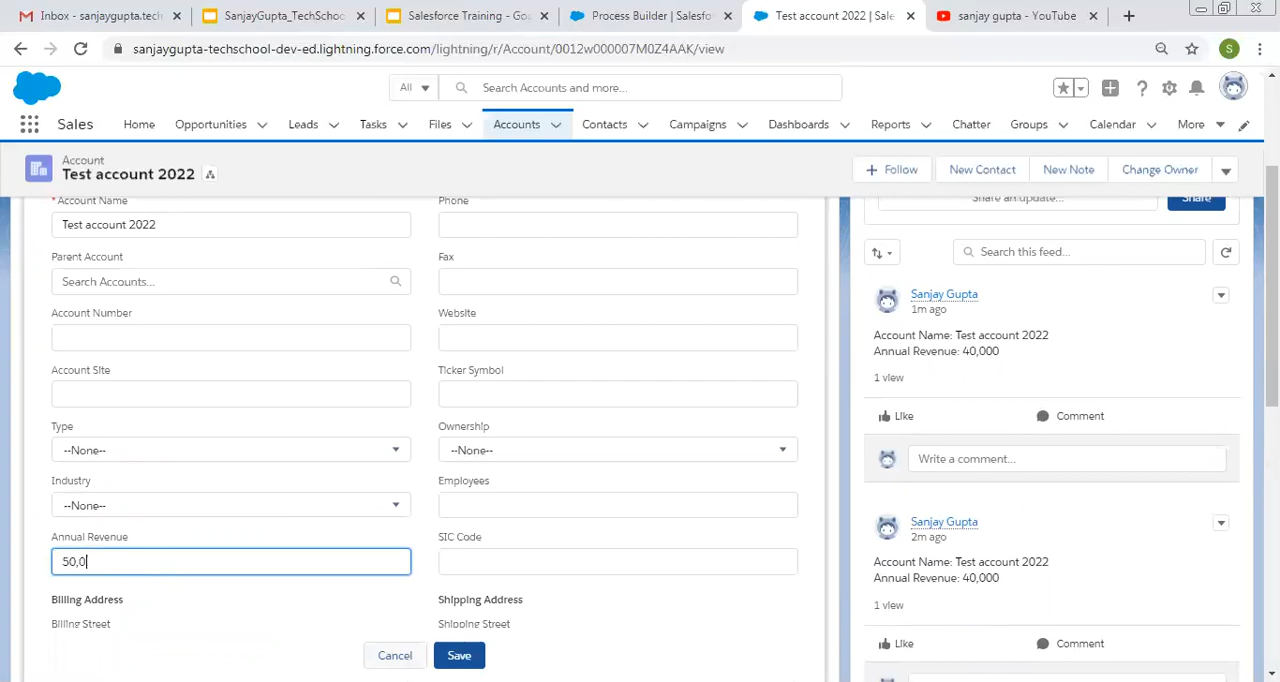 sanjaygupta.tech
SanjayGupta_TechSchoo
Salesforce Training - Goo
Process Builder | Salesfo
Test account 2022 | Sale
sanjay gupta - YouTube
sanjaygupta-techschool-dev-ed.lightning.force.com/lightning/r/Account/0012w000007M0Z4AAK/view
S
All
Search Accounts and more...
Sales
Home
Opportunities
Leads
Tasks
Files
Accounts
Contacts
Campaigns
Dashboards
Reports
Chatter
Groups
Calendar
More
Account
Test account 2022
Follow
New Contact
New Note
Change Owner
*Account Name
Phone
Test account 2022
Parent Account
Fax
Search Accounts...
Account Number
Website
Account Site
Ticker Symbol
Type
Ownership
--None--
--None--
Industry
Employees
--None--
Annual Revenue
SIC Code
50,0
Billing Address
Shipping Address
Billing Street
Shipping Street
Cancel
Save
Share an update...
Share
Search this feed...
Sanjay Gupta
1m ago
Account Name: Test account 2022
Annual Revenue: 40,000
1 view
Like
Comment
Write a comment...
Sanjay Gupta
2m ago
Account Name: Test account 2022
Annual Revenue: 40,000
1 view
Like
Comment